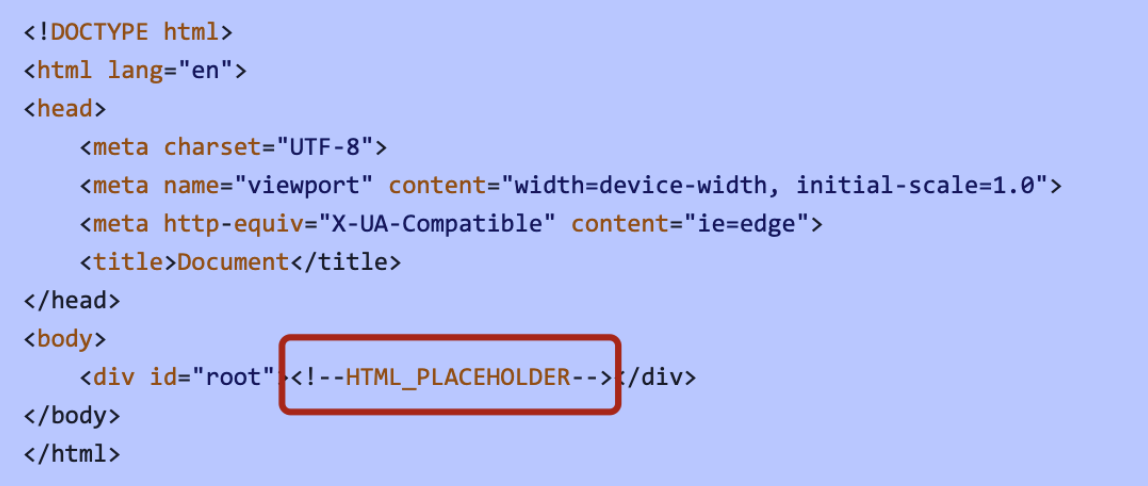 <!DOCTYPE html>
<html lang="en">
<head>
    <meta charset="UTF-8">
    <meta name="viewport" content="width=device-width, initial-scale=1.0">
    <meta http-equiv="X-UA-Compatible" content="ie=edge">
    <title>Document</title>
</head>
<body>
    <div id="root"><!--HTML_PLACEHOLDER--></div>
</body>
</html>